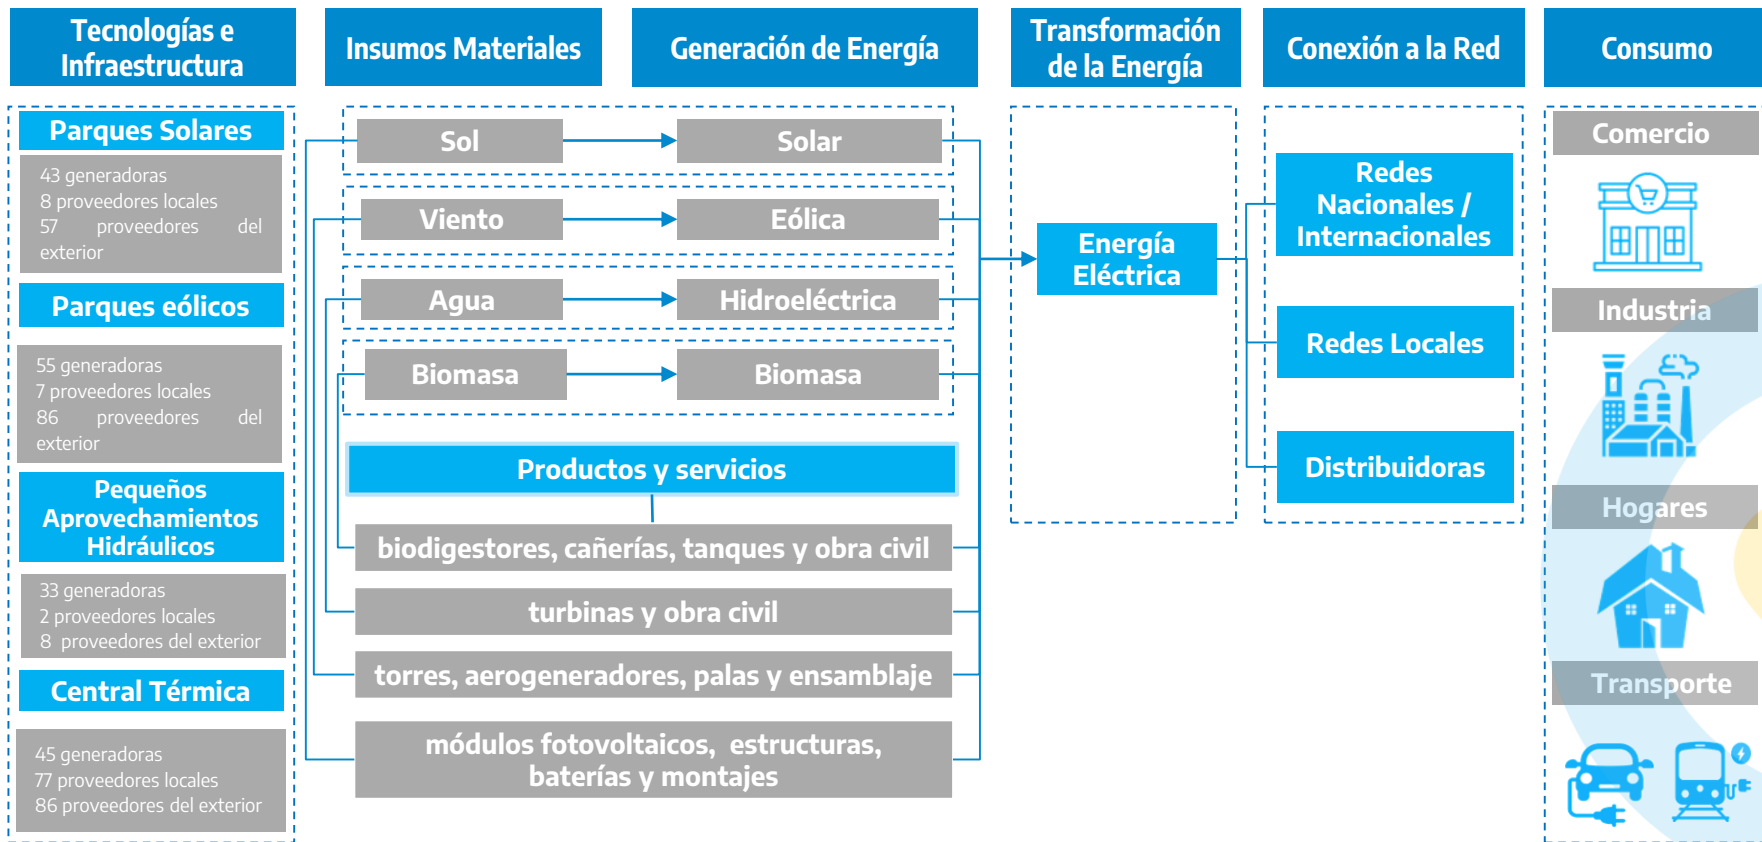 Tecnologías e
Infraestructura
Insumos Materiales
Generación de Energía
Transformación
de la Energía
Conexión a la Red
Consumo
Parques Solares
43 generadoras
8 proveedores locales
57 proveedores del
exterior
Parques eólicos
55 generadoras
7 proveedores locales
86 proveedores del
exterior
Pequeños
Aprovechamientos
Hidráulicos
33 generadoras
2 proveedores locales
8 proveedores del exterior
Central Térmica
45 generadoras
77 proveedores locales
86 proveedores del exterior
Sol
Solar
Viento
Eólica
Agua
Hidroeléctrica
Biomasa
Biomasa
Productos y servicios
biodigestores, cañerías, tanques y obra civil
turbinas y obra civil
torres, aerogeneradores, palas y ensamblaje
módulos fotovoltaicos, estructuras,
baterías y montajes
Energía
Eléctrica
Redes
Nacionales /
Internacionales
Redes Locales
Distribuidoras
Comercio
Industria
Hogares
Transporte